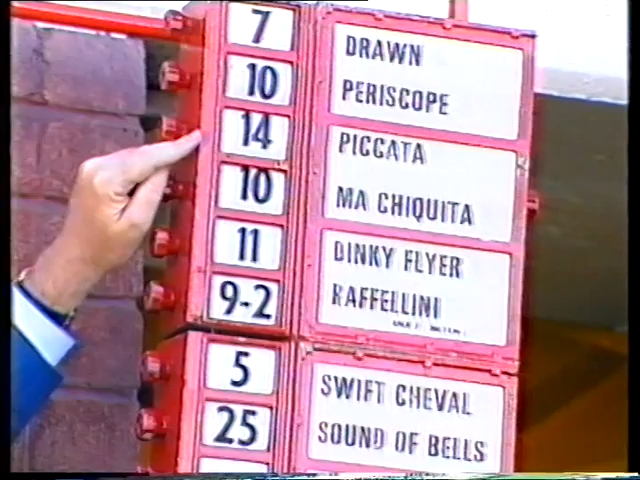 7 DRAWN
10 PERISCOPE
14 PICCATA
10 MA CHIQUITA
11 DINKY FLYER
9-2 RAFFELLINI
5 SWIFT CHEVAL
25 SOUND OF BELLS